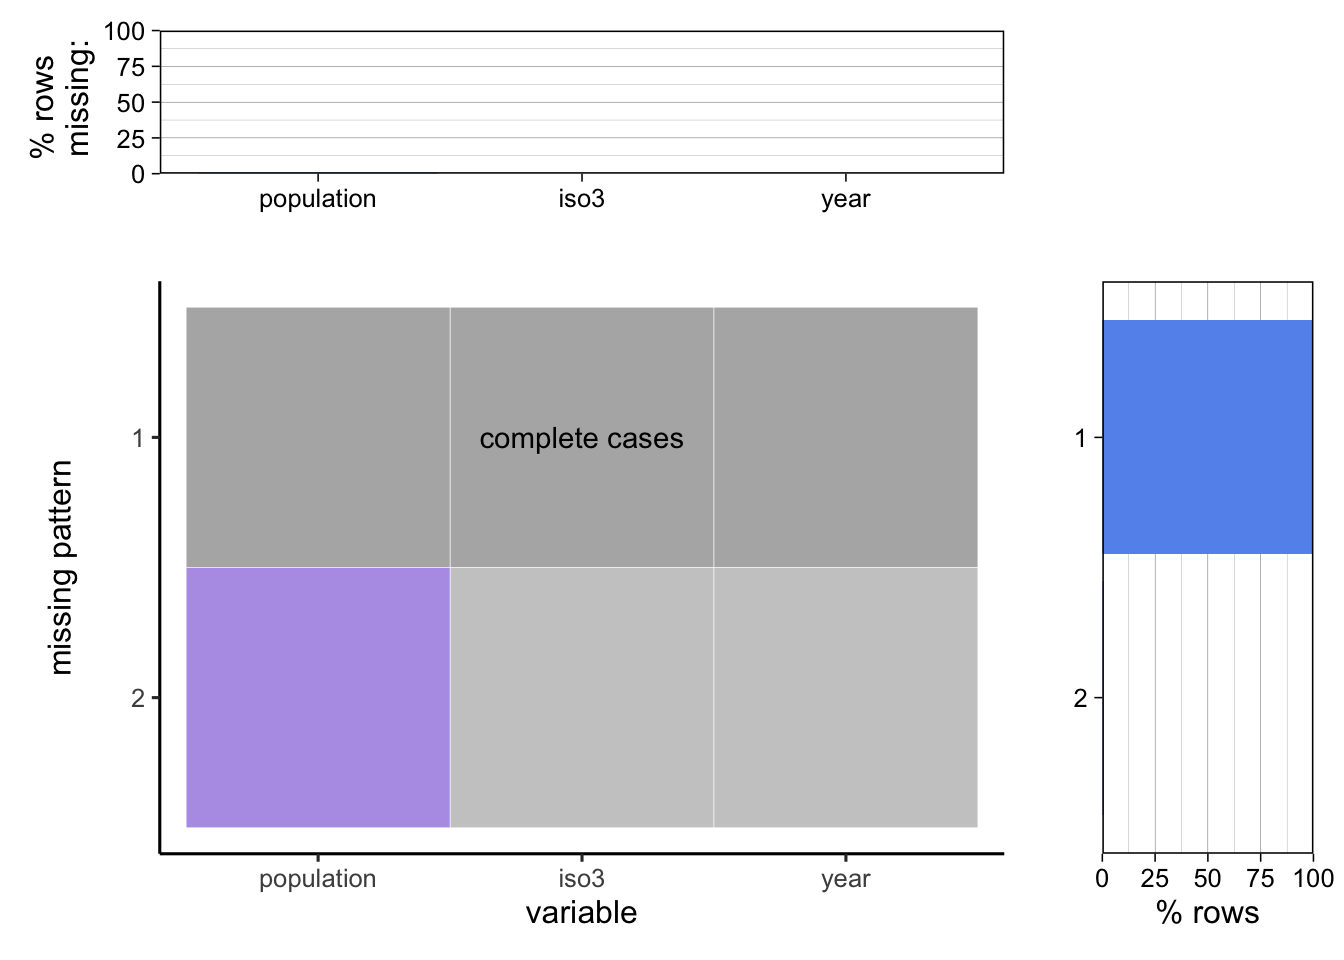 % rows
missing:
100
75
50
25
0
population iso3 year
missing pattern
1
complete cases
2
population iso3 year
variable
1
2
0 25 50 75 100
% rows